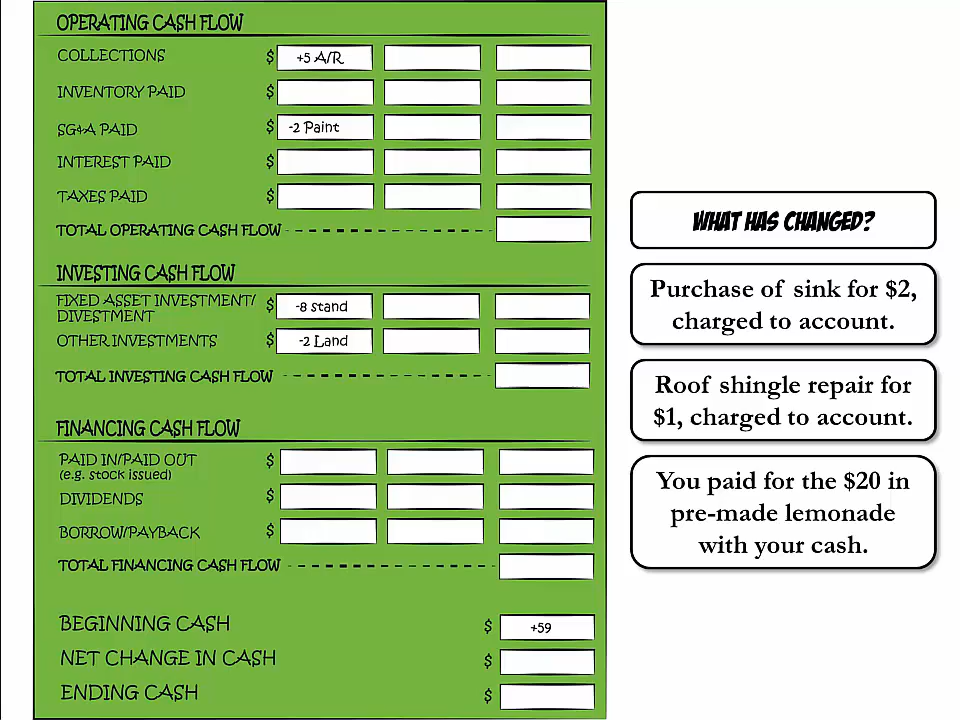 OPERATING CASH FLOW
COLLECTIONS $ +5 A/R
INVENTORY PAID $
SG&A PAID $ -2 Paint
INTEREST PAID $
TAXES PAID $
TOTAL OPERATING CASH FLOW
INVESTING CASH FLOW
FIXED ASSET INVESTMENT/
DIVESTMENT $ -8 stand
OTHER INVESTMENTS $ -2 Land
TOTAL INVESTING CASH FLOW
FINANCING CASH FLOW
PAID IN/PAID OUT $
(e.g. stock issued)
DIVIDENDS $
BORROW/PAYBACK $
TOTAL FINANCING CASH FLOW
BEGINNING CASH $ +59
NET CHANGE IN CASH $
ENDING CASH $
WHAT HAS CHANGED?
Purchase of sink for $2,
charged to account.
Roof shingle repair for
$1, charged to account.
You paid for the $20 in
pre-made lemonade
with your cash.